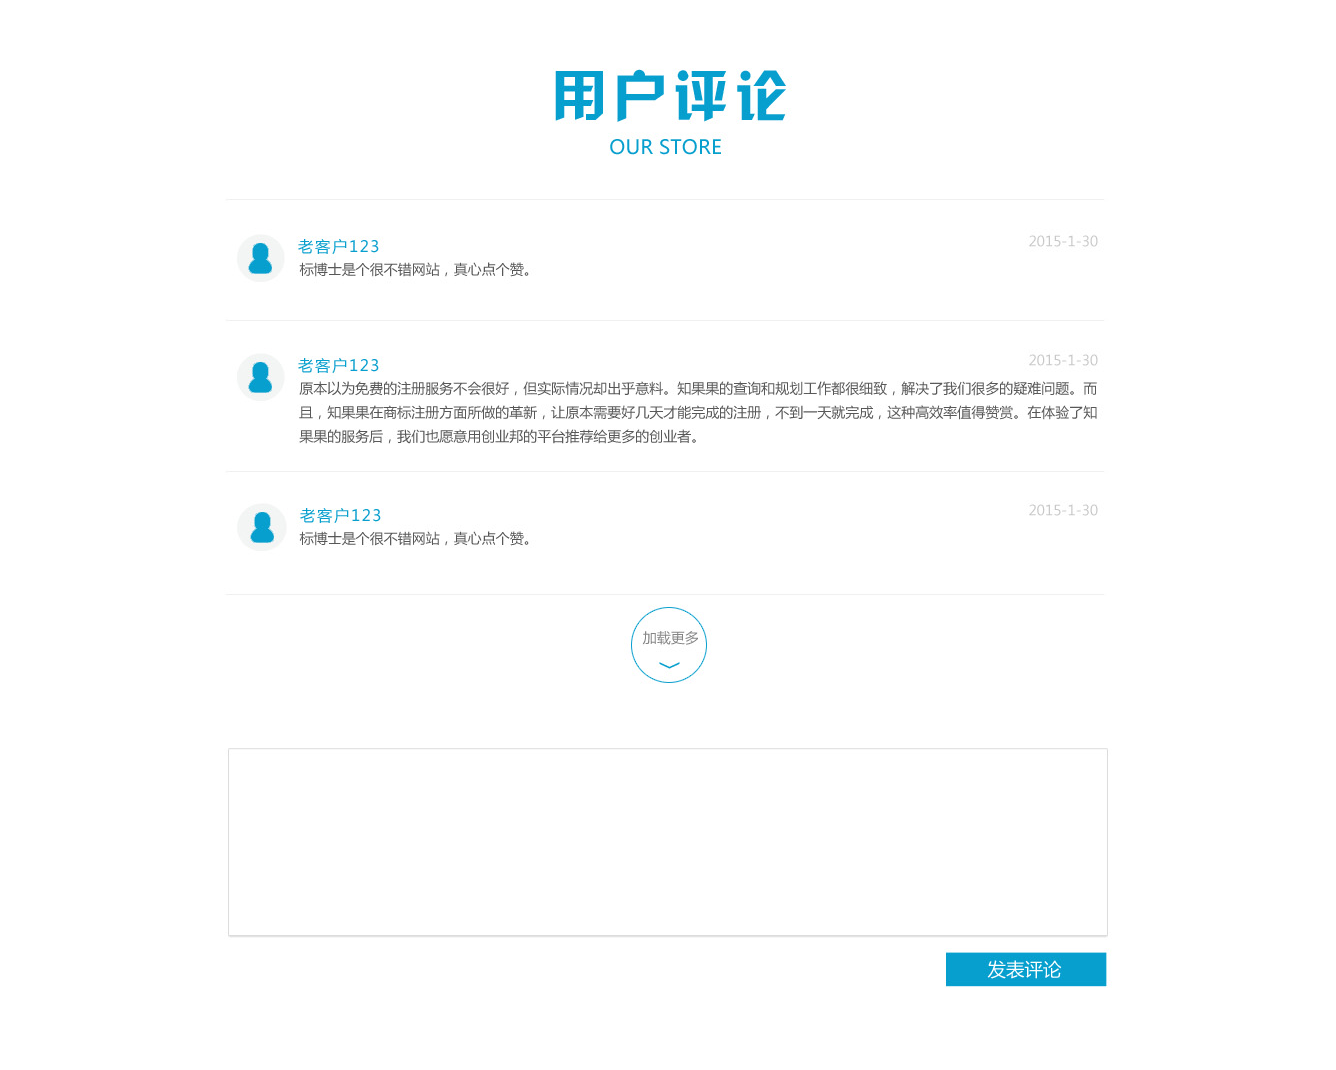 用户评论
OUR STORE
老客户123
2015-1-30
标博士是个很不错网站，真心点个赞。
老客户123
2015-1-30
原本以为免费的注册服务不会很好，但实际情况却出乎意料。知果果的查询和规划工作都很细致，解决了我们很多的疑难问题。而
且，知果果在商标注册方面所做的革新，让原本需要好几天才能完成的注册，不到一天就完成，这种高效率值得赞赏。在体验了知
果果的服务后，我们也愿意用创业邦的平台推荐给更多的创业者。
老客户123
2015-1-30
标博士是个很不错网站，真心点个赞。
加载更多
发表评论